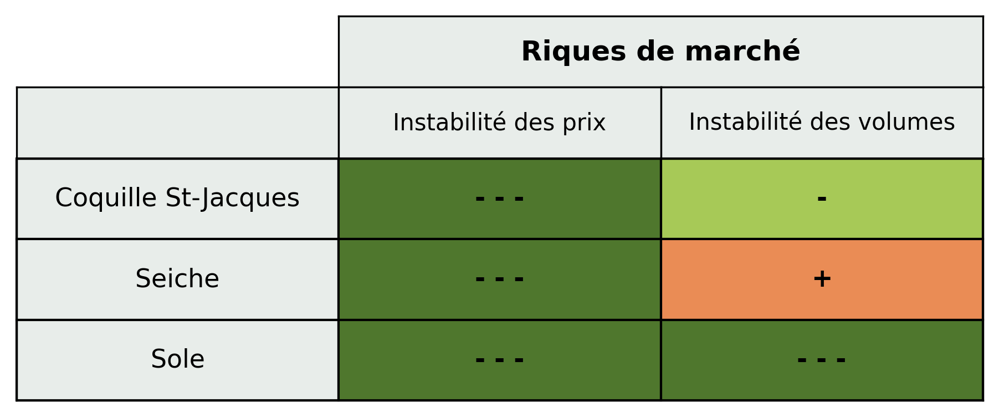 Riques de marché
Instabilité des prix Instabilité des volumes
Coquille St-Jacques - - - -
Seiche - - - +
Sole - - - - - -